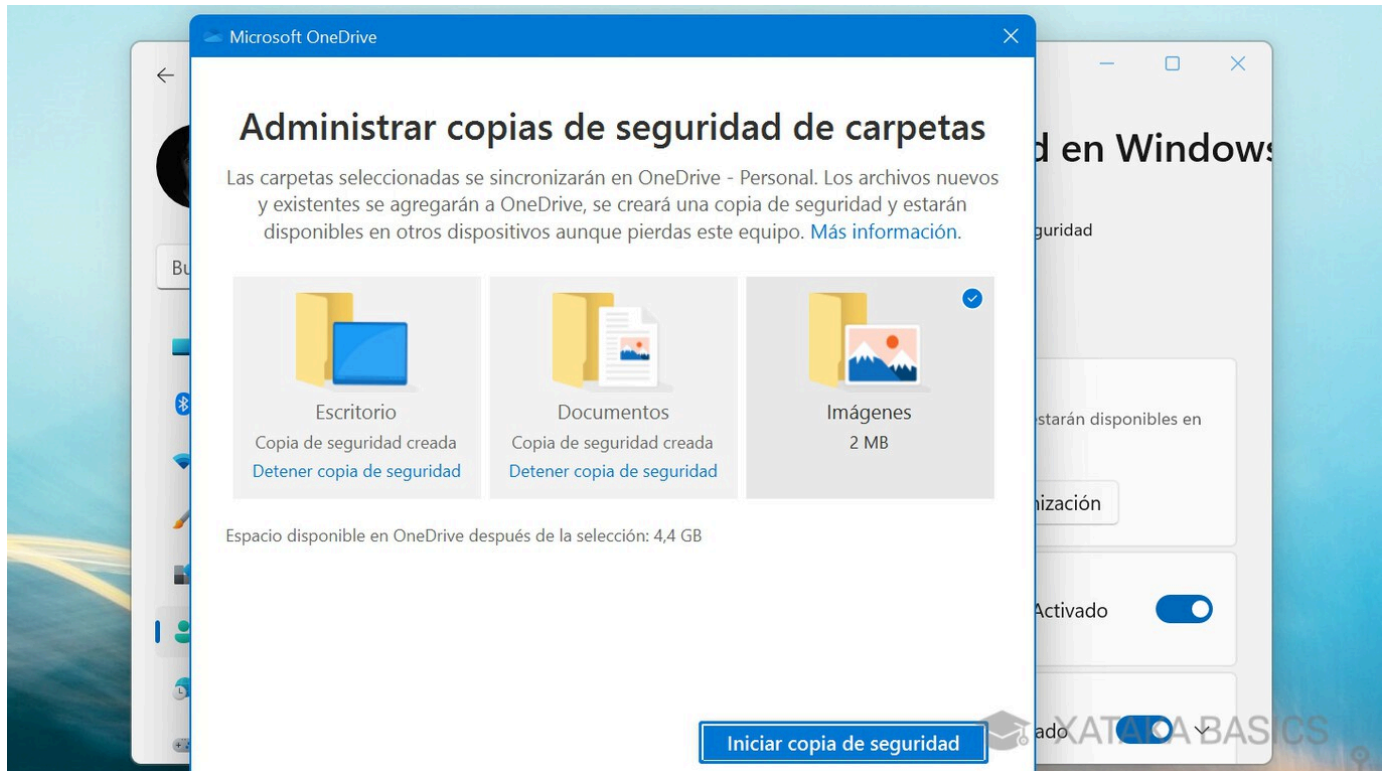 Microsoft OneDrive
Administrar copias de seguridad de carpetas
Las carpetas seleccionadas se sincronizarán en OneDrive - Personal. Los archivos nuevos
y existentes se agregarán a OneDrive, se creará una copia de seguridad y estarán
disponibles en otros dispositivos aunque pierdas este equipo. Más información.
Escritorio
Copia de seguridad creada
Detener copia de seguridad
Documentos
Copia de seguridad creada
Detener copia de seguridad
Imágenes
2 MB
Espacio disponible en OneDrive después de la selección: 4,4 GB
Iniciar copia de seguridad
d en Windows
guridad
Bu
starán disponibles en
nización
Activado
ado
XATAKA BASICS